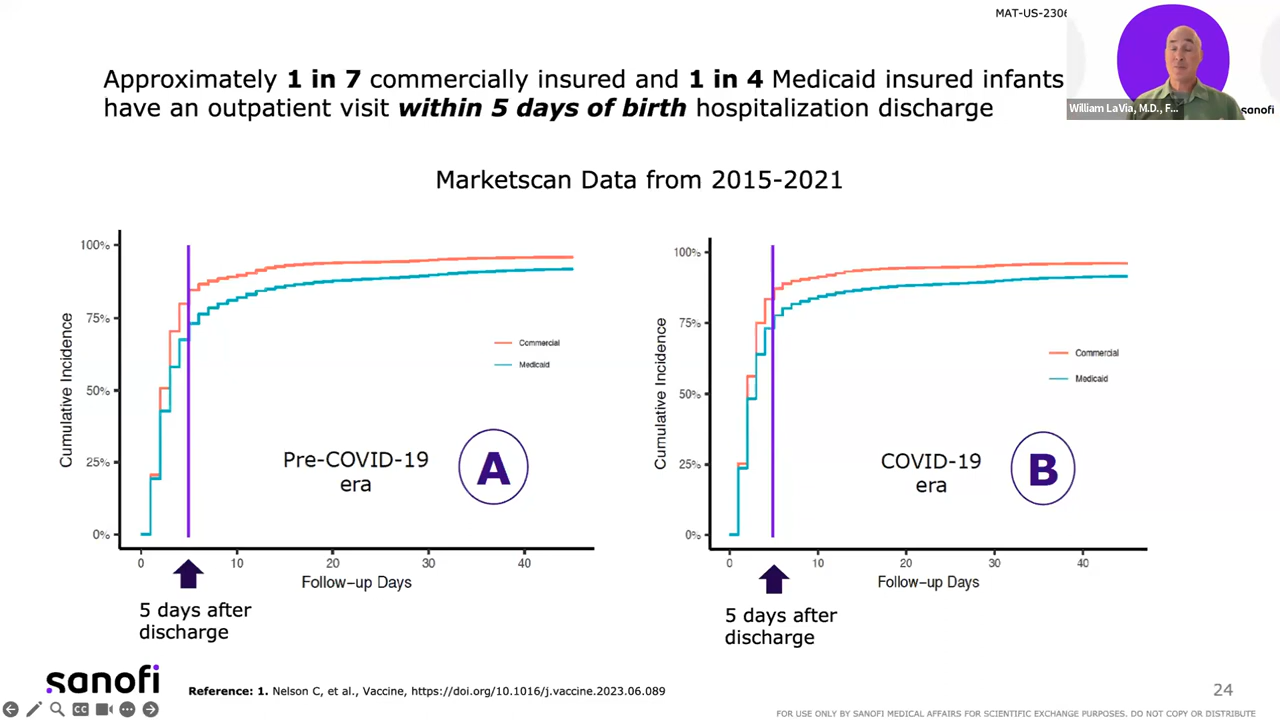 MAT-US-2306
Approximately 1 in 7 commercially insured and 1 in 4 Medicaid insured infants
have an outpatient visit within 5 days of birth hospitalization discharge
William LaVia, M.D., F...
sanofi
Marketscan Data from 2015-2021
100%
75%
50%
25%
0%
Cumulative Incidence
Commercial
Medicaid
Pre-COVID-19
era
A
0 10 20 30 40
Follow-up Days
5 days after
discharge
100%
75%
50%
25%
0%
Cumulative Incidence
Commercial
Medicaid
COVID-19
era
B
0 10 20 30 40
Follow-up Days
5 days after
discharge
sanofi
Reference: 1. Nelson C, et al., Vaccine, https://doi.org/10.1016/j.vaccine.2023.06.089
24
CC
FOR USE ONLY BY SANOFI MEDICAL AFFAIRS FOR SCIENTIFIC EXCHANGE PURPOSES. DO NOT COPY OR DISTRIBUTE